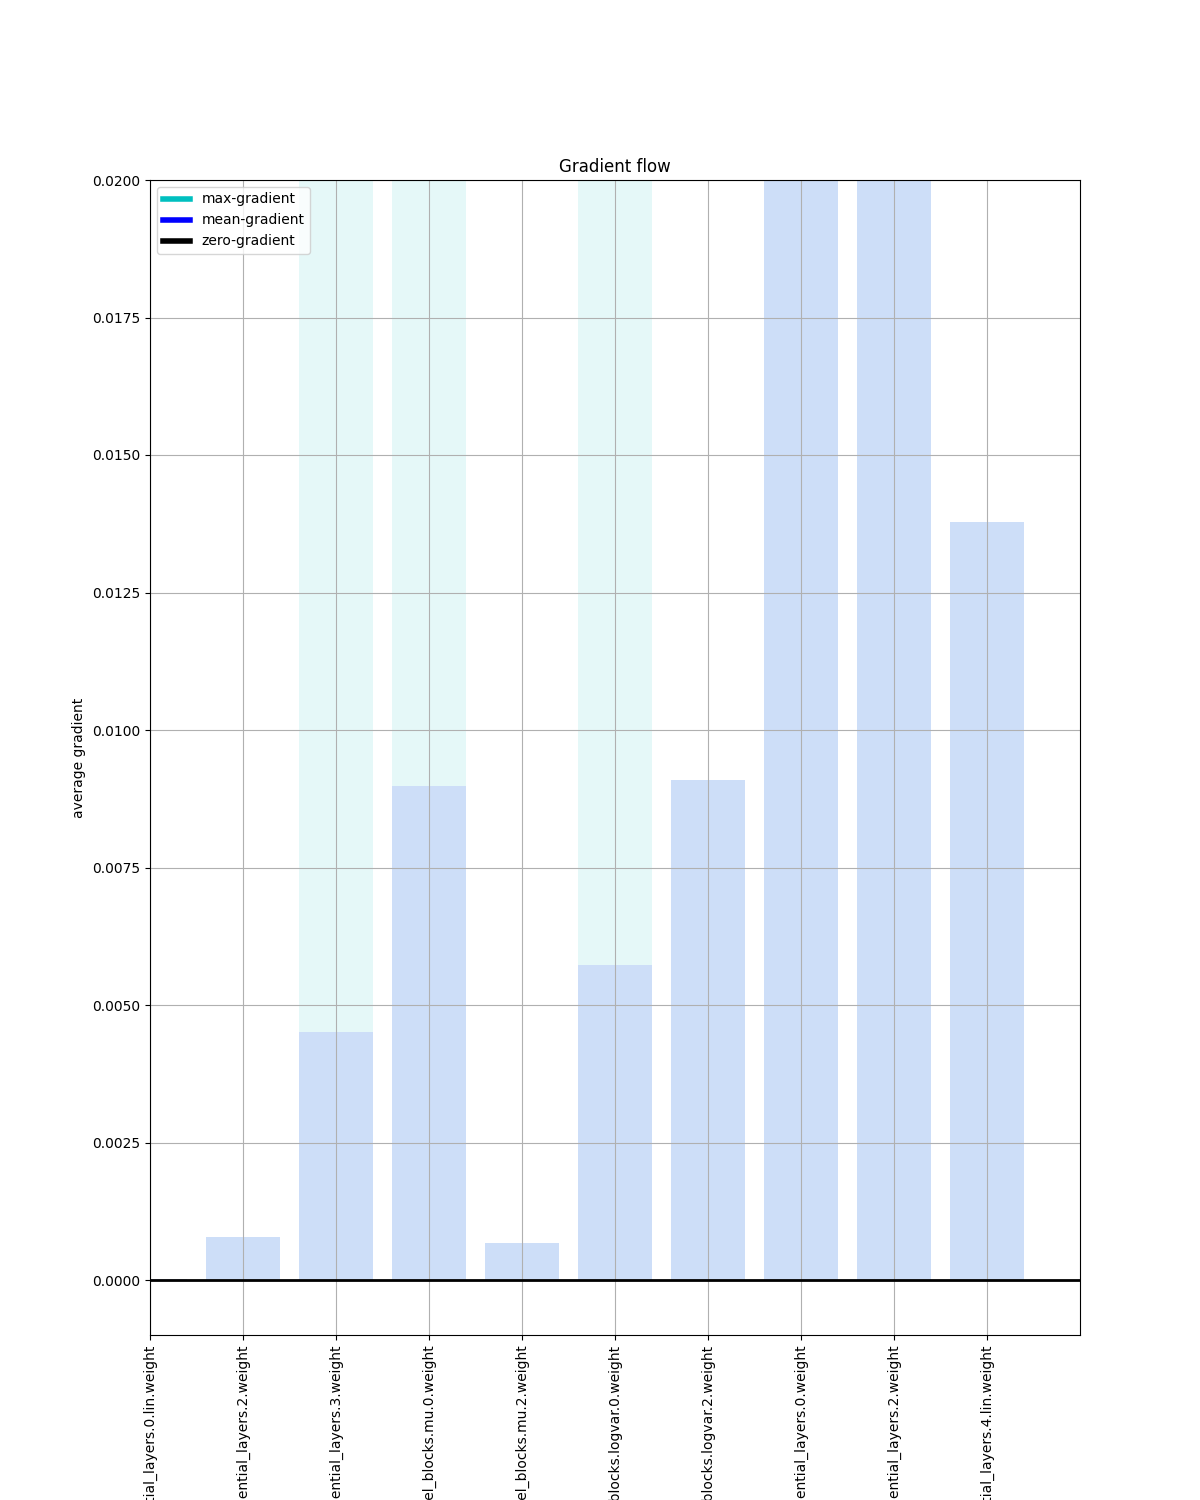 Gradient flow
max-gradient
mean-gradient
zero-gradient
0.0200
0.0175
0.0150
0.0125
0.0100
0.0075
0.0050
0.0025
0.0000
average gradient
tial_layers.0.lin.weight
ential_layers.2.weight
ential_layers.3.weight
el_blocks.mu.0.weight
el_blocks.mu.2.weight
blocks.logvar.0.weight
blocks.logvar.2.weight
ential_layers.0.weight
ential_layers.2.weight
tial_layers.4.lin.weight